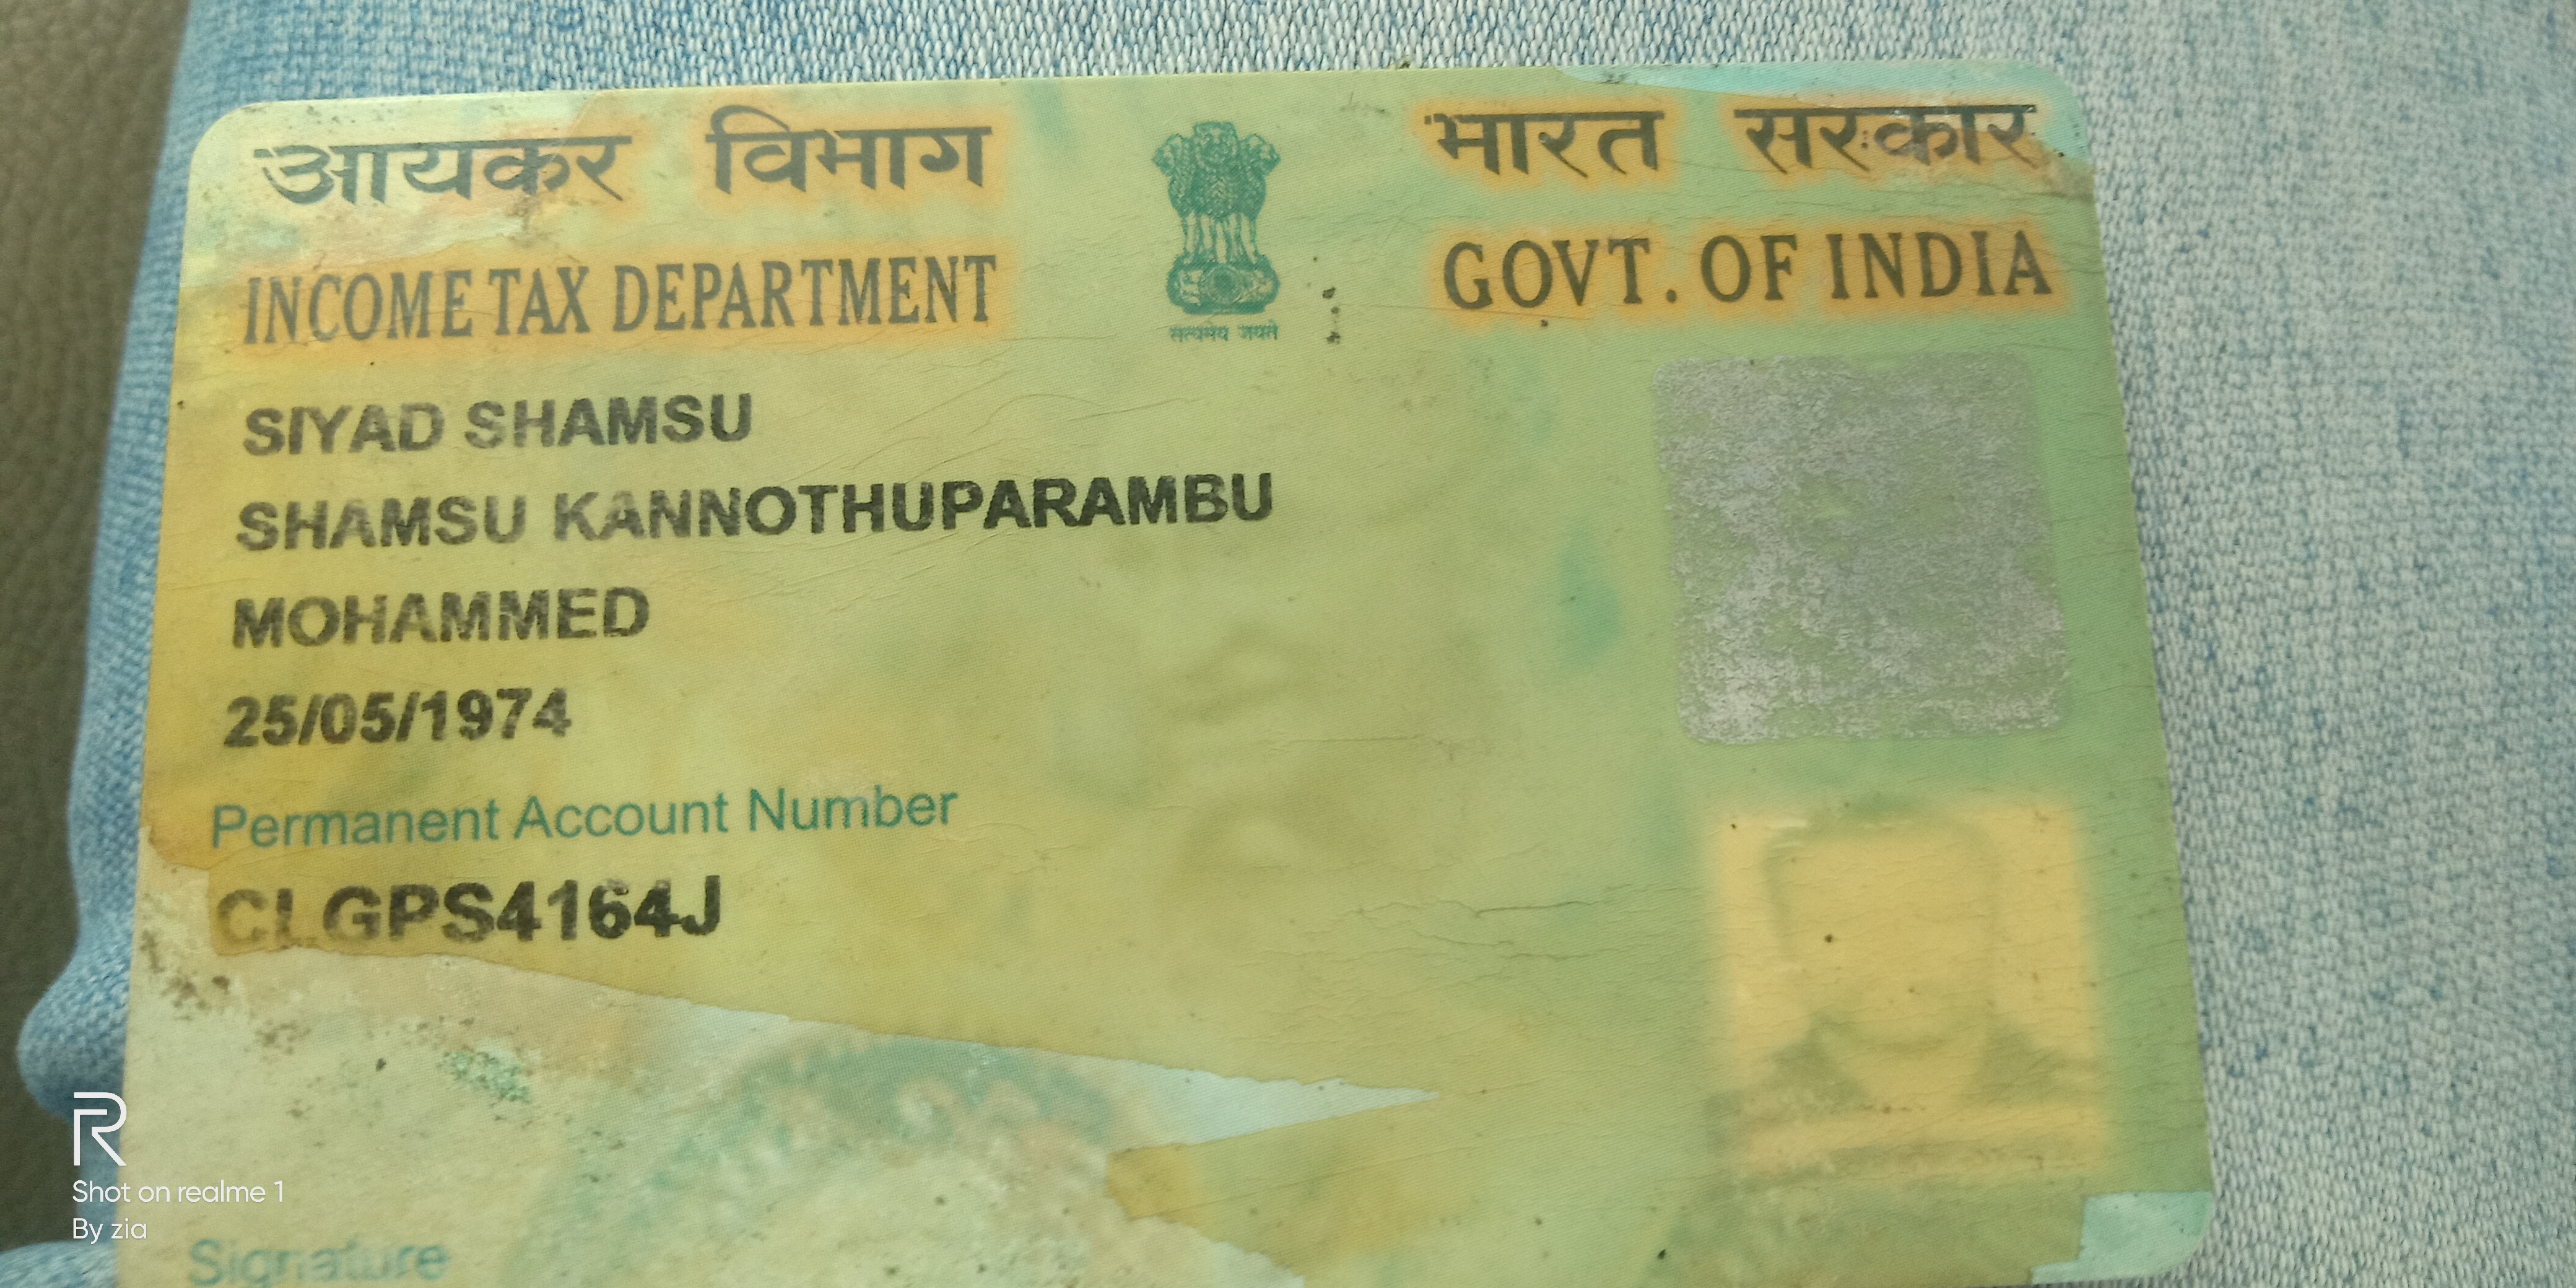 आयकर विभाग
INCOME TAX DEPARTMENT
सत्यमेव जयते
भारत सरकार
GOVT. OF INDIA
SIYAD SHAMSU
SHAMSU KANNOTHUPARAMBU
MOHAMMED
25/05/1974
Permanent Account Number
CLGPS4164J
Signature
R
Shot on realme 1
By zia